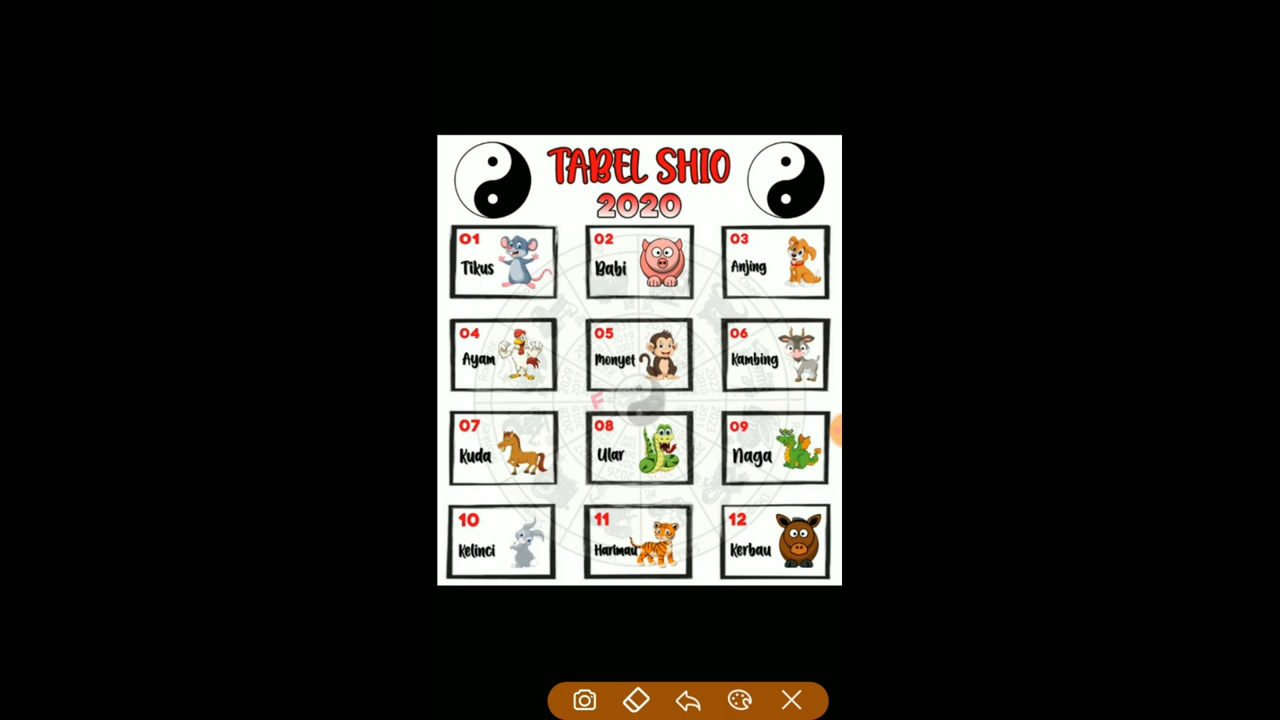 TABEL SHIO
2020
01
Tikus
02
Babi
03
Anjing
04
Ayam
05
Monyet
06
Kambing
07
Kuda
08
Ular
09
Naga
10
Kelinci
11
Harimau
12
Kerbau